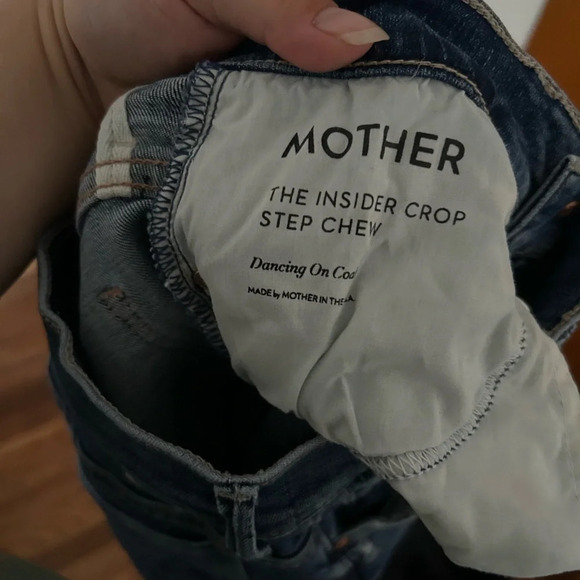 MOTHER
THE INSIDER CROP
STEP CHEW
Dancing On
MADE by MOTHER IN THE